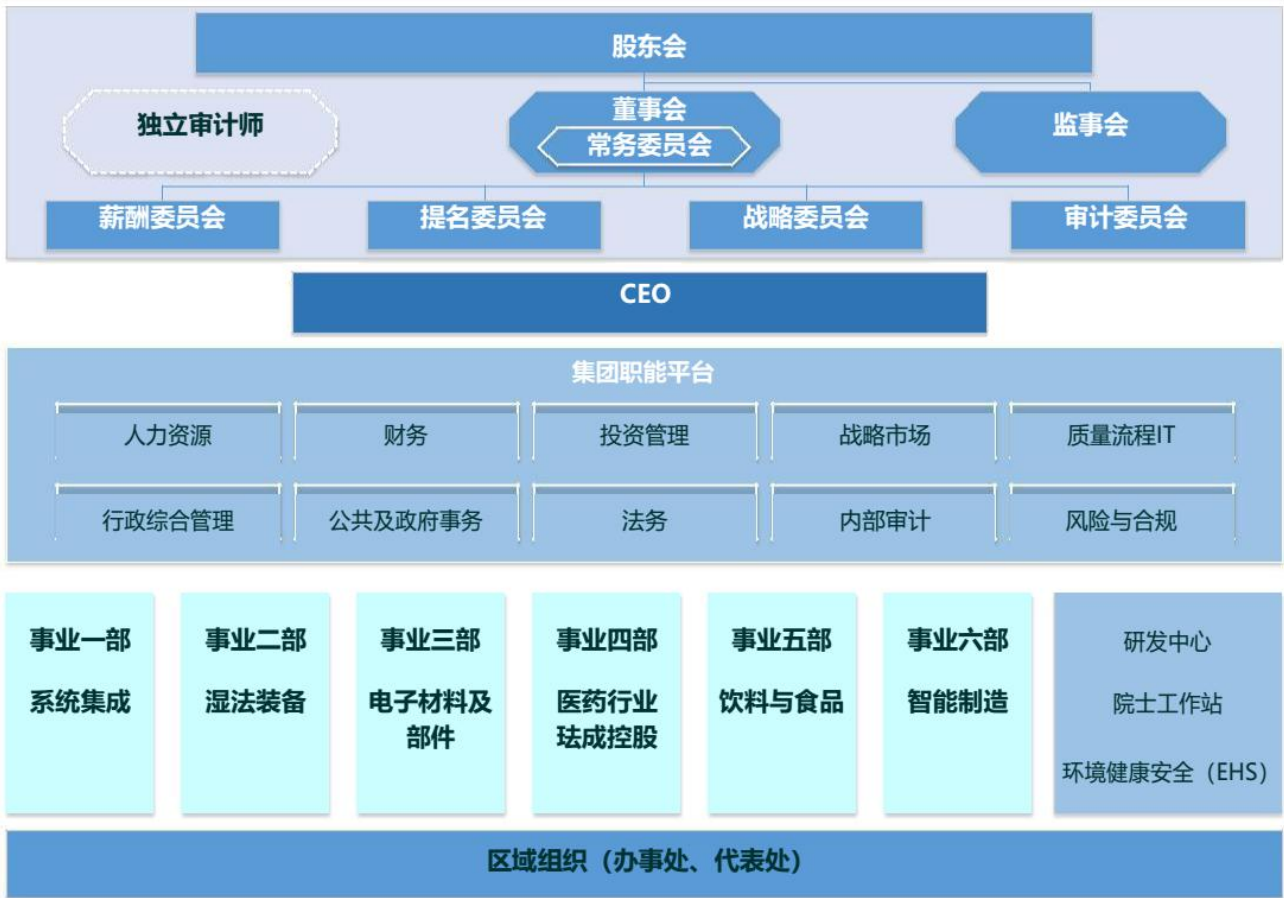 股东会
独立审计师
董事会
常务委员会
监事会
薪酬委员会
提名委员会
战略委员会
审计委员会
CEO
集团职能平台
人力资源
财务
投资管理
战略市场
质量流程IT
行政综合管理
公共及政府事务
法务
内部审计
风险与合规
事业一部
系统集成
事业二部
湿法装备
事业三部
电子材料及
部件
事业四部
医药行业
珐成控股
事业五部
饮料与食品
事业六部
智能制造
研发中心
院士工作站
环境健康安全（EHS）
区域组织（办事处、代表处）